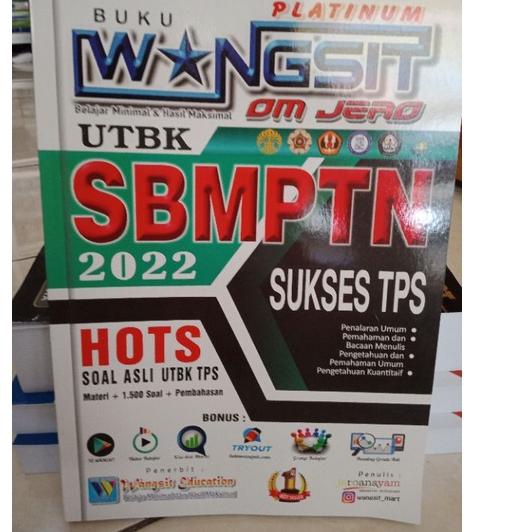 PLATINUM
BUKU
WANGSIT
Belajar Minimal & Hasil Maksimal
OM JERO
UTBK
SBMPTN
2022
SUKSES TPS
Penalaran Umum
Pemahaman dan
Bacaan Menulis
Pengetahuan dan
Pemahaman Umum
Pengetahuan Kuantitaif
HOTS
SOAL ASLI UTBK TPS
Materi + 1.500 Soal + Pembahasan
BONUS :
TRYOUT
Penerbit :
Wangsit Education
Penulis :
jeroanayam
wangsit_mart